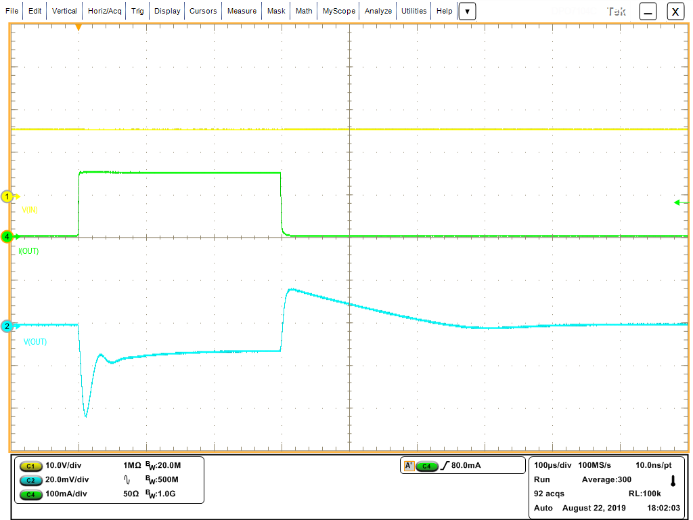 File Edit Vertical Horiz/Acq Trig Display Cursors Measure Mask Math MyScope Analyze Utilities Help Tek X
1
V(IN)
4
I(OUT)
2
V(OUT)
C1 10.0V/div 1MΩ BW:20.0M
C2 20.0mV/div BW:500M
C4 100mA/div 50Ω BW:1.0G
A' C4 80.0mA
100µs/div 100MS/s 10.0ns/pt
Run Average:300
92 acqs RL:100k
Auto August 22, 2019 18:02:03